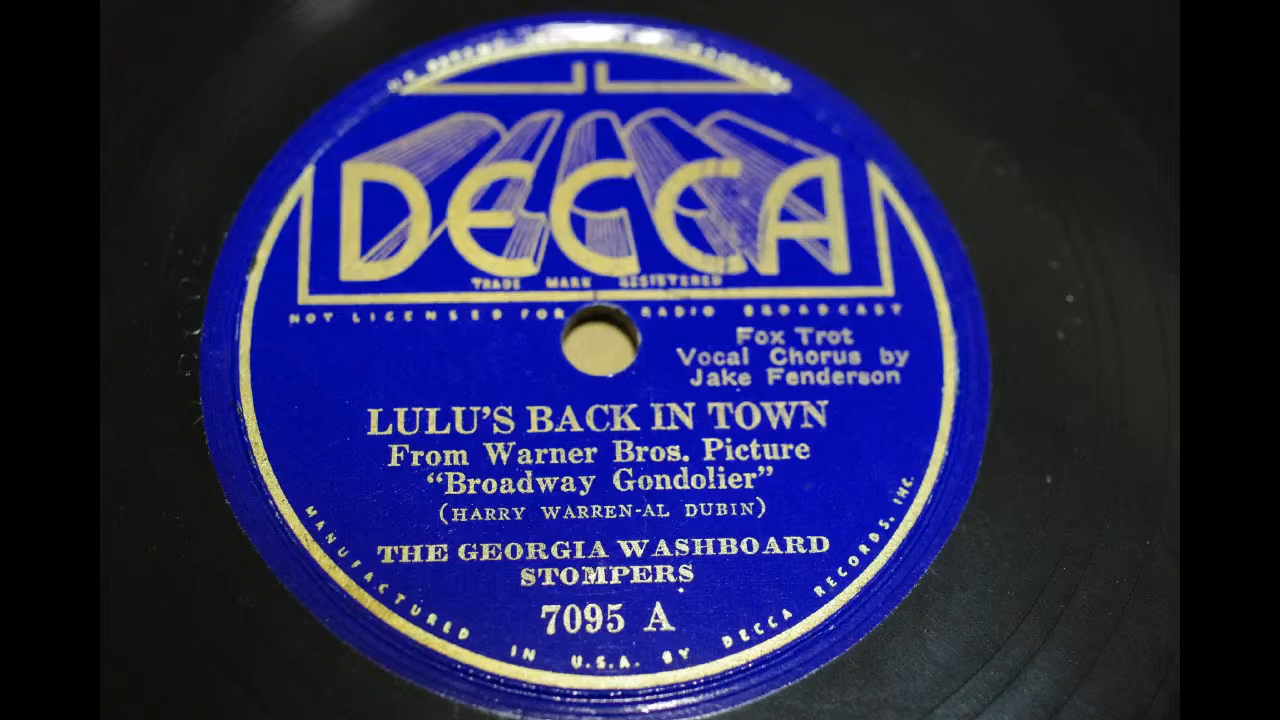 DECCA
TRADE MARK REGISTERED
NOT LICENSED FOR RADIO BROADCAST
Fox Trot
Vocal Chorus by
Jake Fenderson
LULU'S BACK IN TOWN
From Warner Bros. Picture
“Broadway Gondolier”
(HARRY WARREN-AL DUBIN)
THE GEORGIA WASHBOARD
STOMPERS
7095 A
MANUFACTURED IN U.S.A. BY DECCA RECORDS, INC.